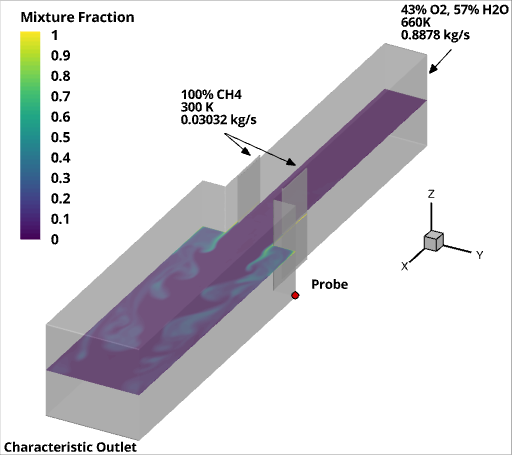 Mixture Fraction
1
0.9
0.8
0.7
0.6
0.5
0.4
0.3
0.2
0.1
0
43% O2, 57% H2O
660K
0.8878 kg/s
100% CH4
300 K
0.03032 kg/s
Z
Y
X
Probe
Characteristic Outlet